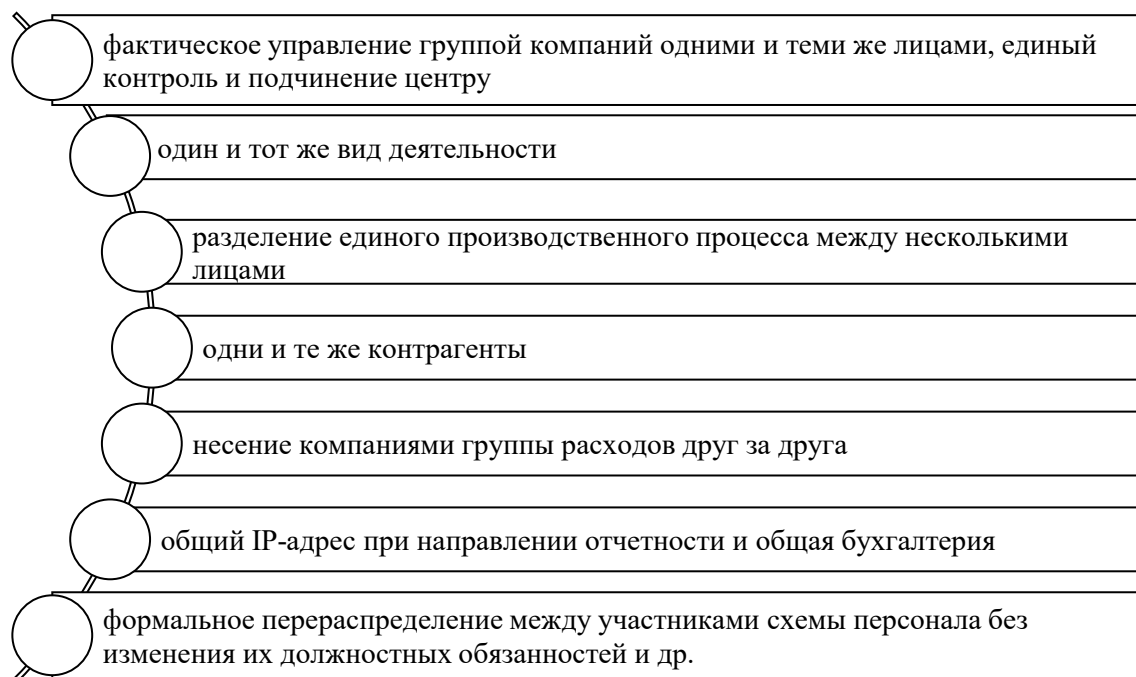 фактическое управление группой компаний одними и теми же лицами, единый
контроль и подчинение центру
один и тот же вид деятельности
разделение единого производственного процесса между несколькими
лицами
одни и те же контрагенты
несение компаниями группы расходов друг за друга
общий IP-адрес при направлении отчетности и общая бухгалтерия
формальное перераспределение между участниками схемы персонала без
изменения их должностных обязанностей и др.